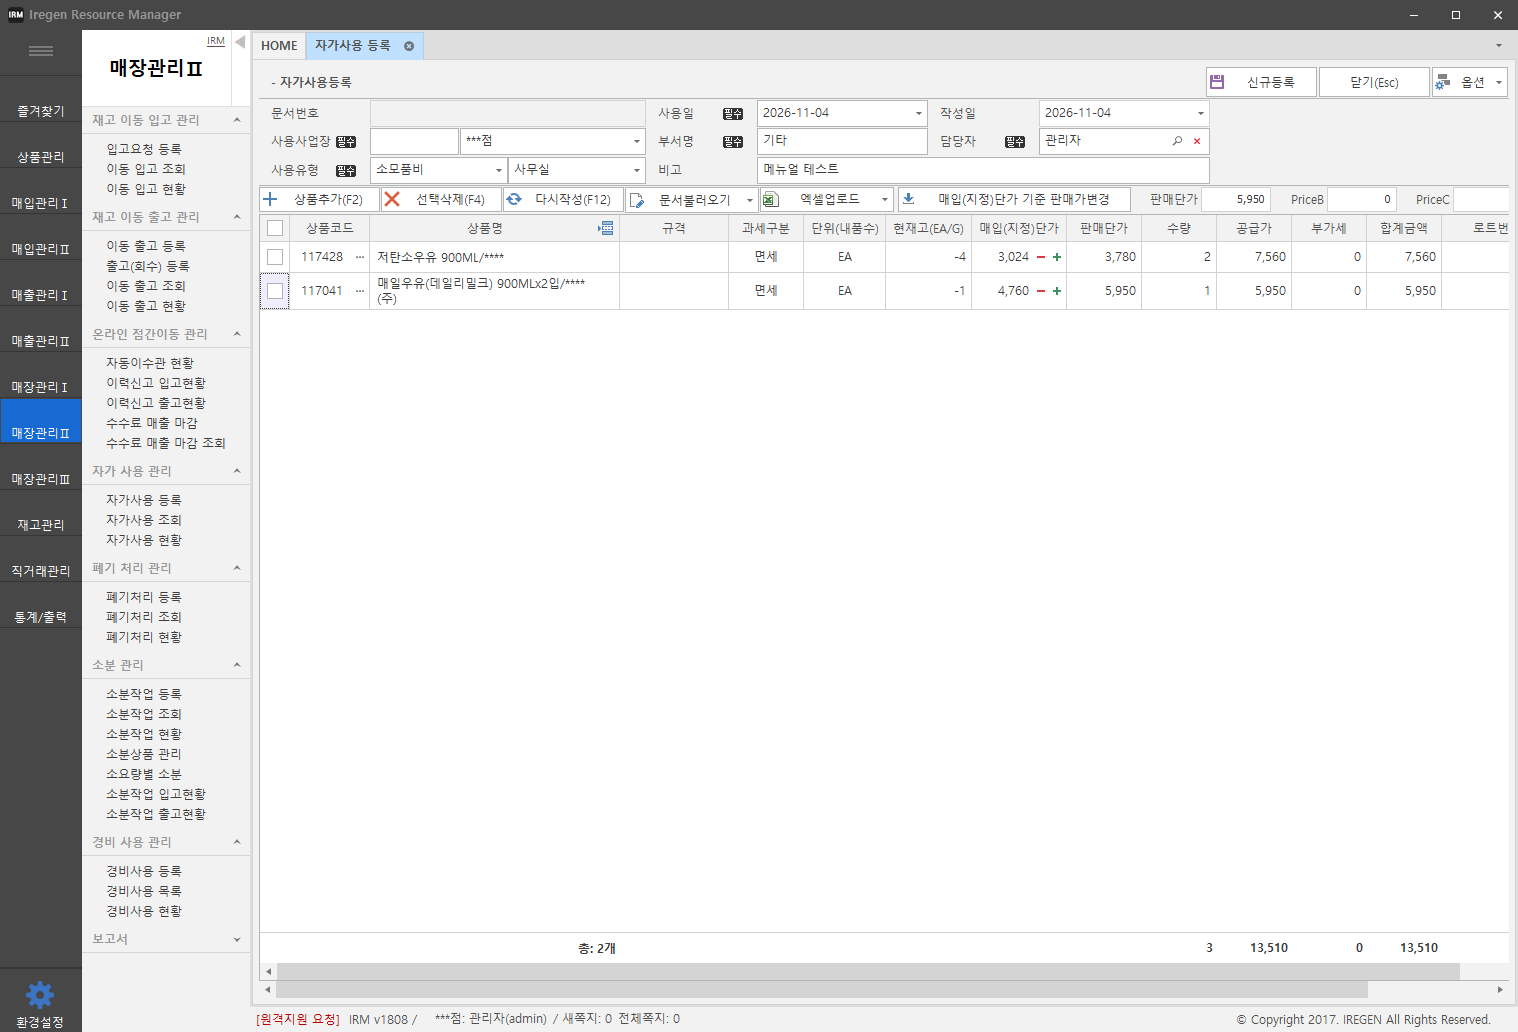 IRM Iregen Resource Manager
즐겨찾기
상품관리
매입관리 I
매입관리 II
매출관리 I
매출관리 II
매장관리 I
매장관리 II
매장관리 III
재고관리
직거래관리
통계/출력
환경설정
IRM
매장관리 II
재고 이동 입고 관리
입고요청 등록
이동 입고 조회
이동 입고 현황
재고 이동 출고 관리
이동 출고 등록
출고(회수) 등록
이동 출고 조회
이동 출고 현황
온라인 점간이동 관리
자동이수관 현황
이력신고 입고현황
이력신고 출고현황
수수료 매출 마감
수수료 매출 마감 조회
자가 사용 관리
자가사용 등록
자가사용 조회
자가사용 현황
폐기 처리 관리
폐기처리 등록
폐기처리 조회
폐기처리 현황
소분 관리
소분작업 등록
소분작업 조회
소분작업 현황
소분상품 관리
소요량별 소분
소분작업 입고현황
소분작업 출고현황
경비 사용 관리
경비사용 등록
경비사용 목록
경비사용 현황
보고서
HOME 자가사용 등록
- 자가사용등록 신규등록 닫기(Esc) 옵션
문서번호 사용일 필수 2026-11-04 작성일 2026-11-04
사용사업장 필수 ***점 부서명 필수 기타 담당자 필수 관리자
사용유형 필수 소모품비 사무실 비고 메뉴얼 테스트
상품추가(F2) 선택삭제(F4) 다시작성(F12) 문서불러오기 엑셀업로드 매입(지정)단가 기준 판매가변경 판매단가 5,950 PriceB 0 PriceC
상품코드 상품명 규격 과세구분 단위(내품수) 현재고(EA/G) 매입(지정)단가 판매단가 수량 공급가 부가세 합계금액 로트번
117428 ··· 저탄소우유 900ML/**** 면세 EA -4 3,024 3,780 2 7,560 0 7,560
117041 ··· 매일우유(데일리밀크) 900MLx2입/**** 면세 EA -1 4,760 5,950 1 5,950 0 5,950
(주)
총: 2개 3 13,510 0 13,510
[원격지원 요청] IRM v1808 / ***점: 관리자(admin) / 새쪽지: 0 전체쪽지: 0 © Copyright 2017. IREGEN All Rights Reserved.